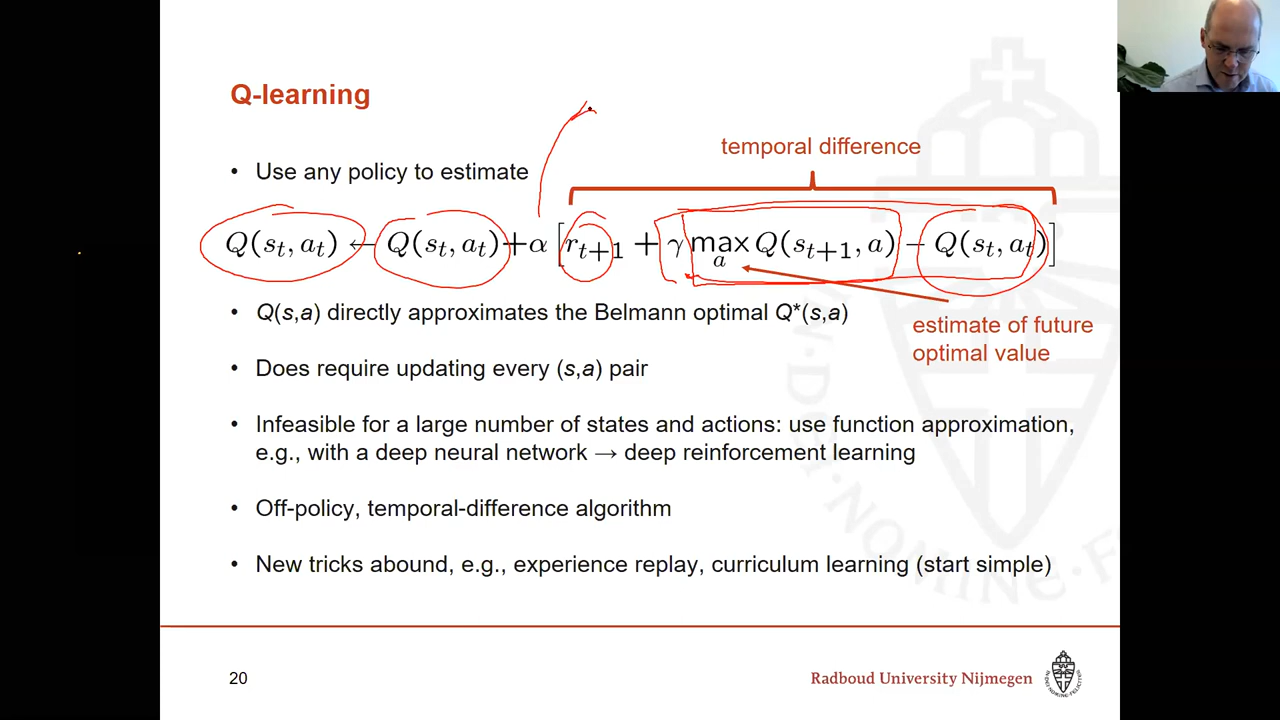 Q-learning
temporal difference
• Use any policy to estimate
Q(s_t, a_t) ← Q(s_t, a_t) + α [r_{t+1} + γ max_a Q(s_{t+1}, a) − Q(s_t, a_t)]
• Q(s,a) directly approximates the Belmann optimal Q*(s,a)
estimate of future
optimal value
• Does require updating every (s,a) pair
• Infeasible for a large number of states and actions: use function approximation,
e.g., with a deep neural network → deep reinforcement learning
• Off-policy, temporal-difference algorithm
• New tricks abound, e.g., experience replay, curriculum learning (start simple)
20
Radboud University Nijmegen